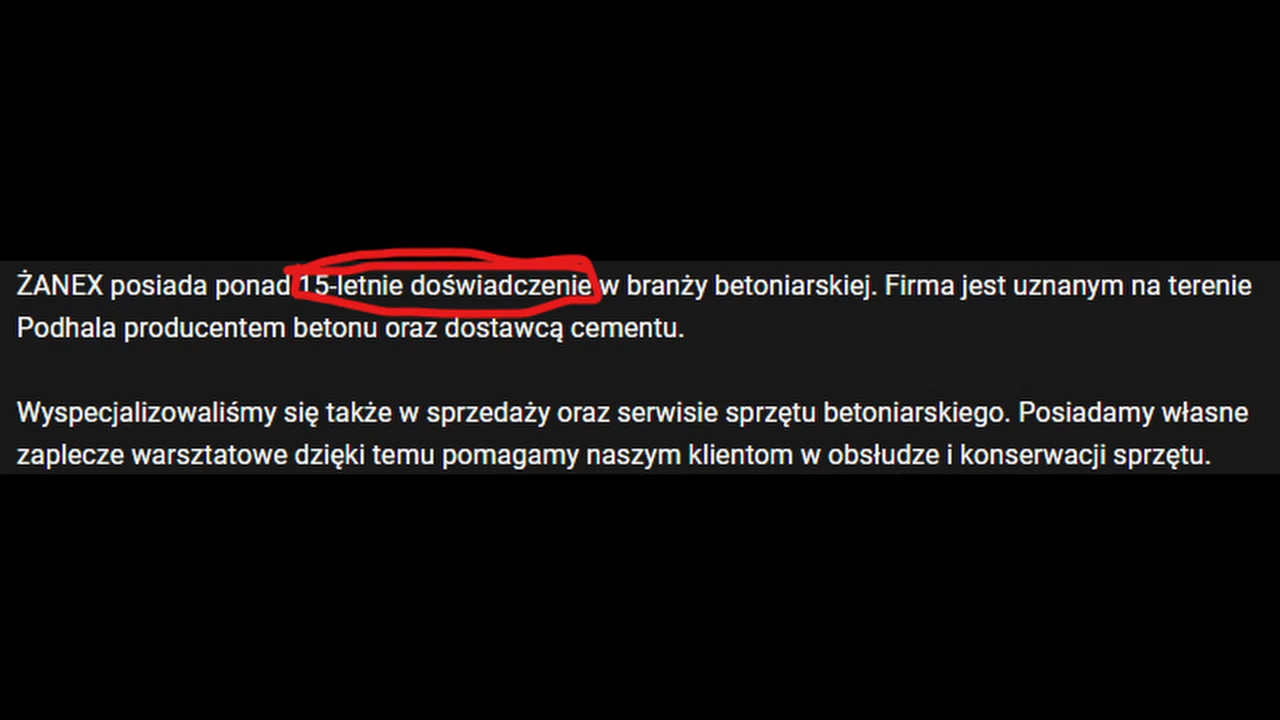 ŻANEX posiada ponad 15-letnie doświadczenie w branży betoniarskiej. Firma jest uznanym na terenie
Podhala producentem betonu oraz dostawcą cementu.
Wyspecjalizowaliśmy się także w sprzedaży oraz serwisie sprzętu betoniarskiego. Posiadamy własne
zaplecze warsztatowe dzięki temu pomagamy naszym klientom w obsłudze i konserwacji sprzętu.